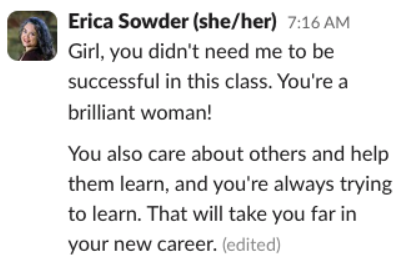 Erica Sowder (she/her) 7:16 AM
Girl, you didn't need me to be
successful in this class. You're a
brilliant woman!
You also care about others and help
them learn, and you're always trying
to learn. That will take you far in
your new career. (edited)